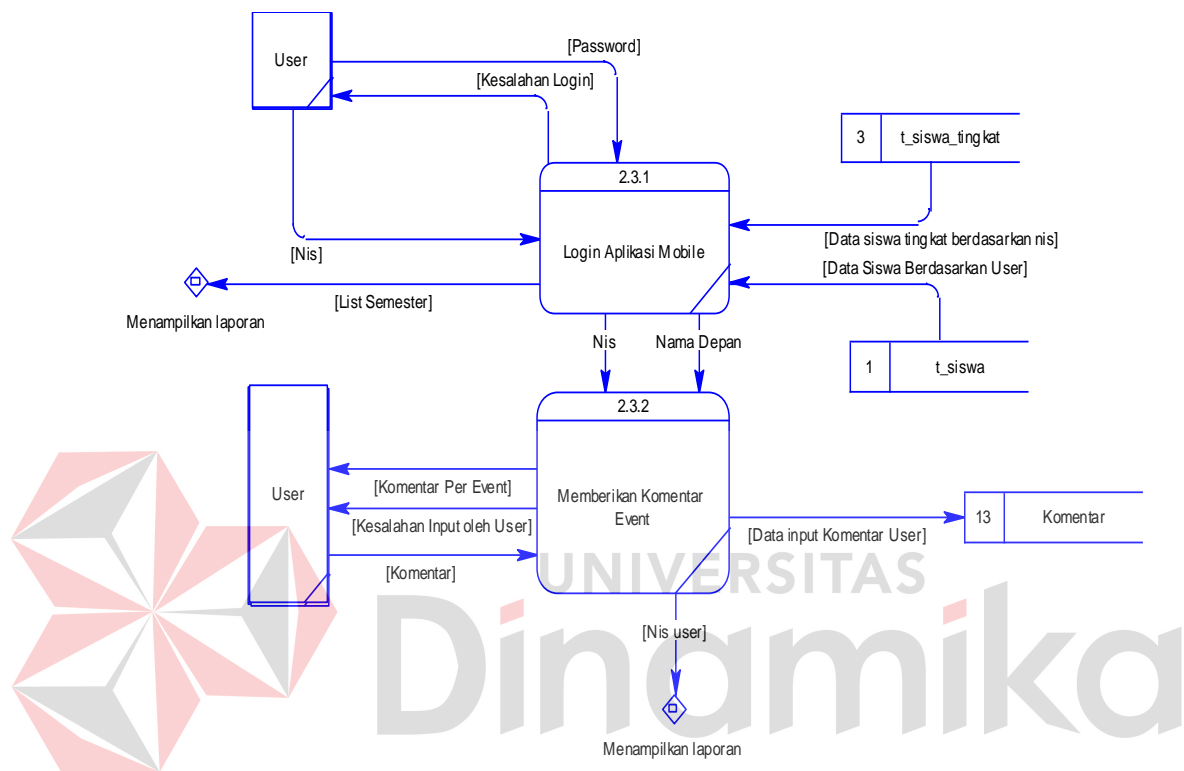 User
[Password]
[Kesalahan Login]
3
t_siswa_tingkat
2.3.1
Login Aplikasi Mobile
[Nis]
[Data siswa tingkat berdasarkan nis]
[Data Siswa Berdasarkan User]
[List Semester]
Menampilkan laporan
Nis
Nama Depan
1
t_siswa
2.3.2
User
[Komentar Per Event]
Memberikan Komentar
Event
[Kesalahan Input oleh User]
[Komentar]
[Data input Komentar User]
13
Komentar
UNIVERSITAS
Dinamika
[Nis user]
Menampilkan laporan